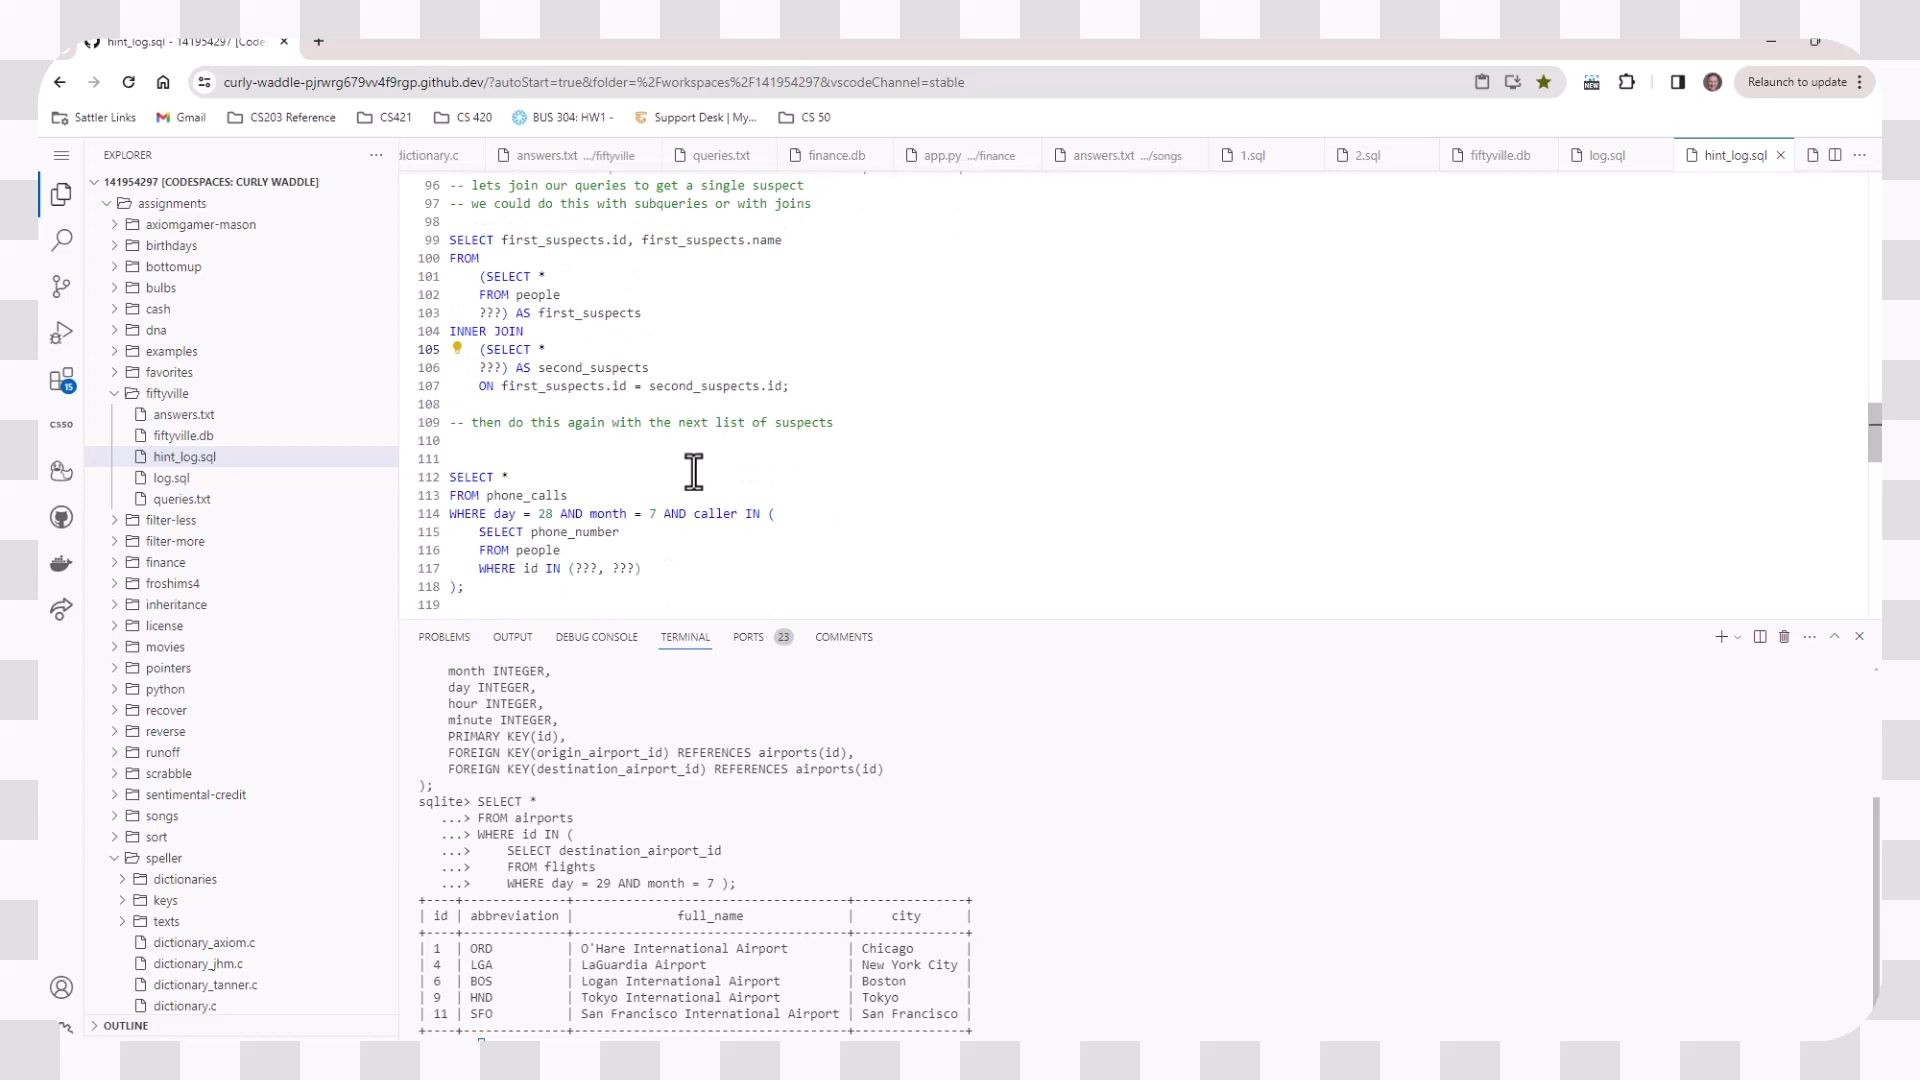 hint_log.sql - 141954297 [Code:
curly-waddle-pjrwrg679vv4f9rgp.github.dev/?autoStart=true&folder=%2Fworkspaces%2F141954297&vscodeChannel=stable
NEW
Relaunch to update
Sattler Links
Gmail
CS203 Reference
CS421
CS 420
BUS 304: HW1 -
Support Desk | My...
CS 50
EXPLORER
dictionary.c
answers.txt .../fiftyville
queries.txt
finance.db
app.py .../finance
answers.txt .../songs
1.sql
2.sql
fiftyville.db
log.sql
hint_log.sql
141954297 [CODESPACES: CURLY WADDLE]
assignments
axiomgamer-mason
birthdays
bottomup
bulbs
cash
dna
examples
favorites
fiftyville
answers.txt
fiftyville.db
hint_log.sql
log.sql
queries.txt
filter-less
filter-more
finance
froshims4
inheritance
license
movies
pointers
python
recover
reverse
runoff
scrabble
sentimental-credit
songs
sort
speller
dictionaries
keys
texts
dictionary_axiom.c
dictionary_jhm.c
dictionary_tanner.c
dictionary.c
OUTLINE
15
CSS0
96 -- lets join our queries to get a single suspect
97 -- we could do this with subqueries or with joins
98
99 SELECT first_suspects.id, first_suspects.name
100 FROM
101 (SELECT *
102 FROM people
103 ???) AS first_suspects
104 INNER JOIN
105 (SELECT *
106 ???) AS second_suspects
107 ON first_suspects.id = second_suspects.id;
108
109 -- then do this again with the next list of suspects
110
111
112 SELECT *
113 FROM phone_calls
114 WHERE day = 28 AND month = 7 AND caller IN (
115 SELECT phone_number
116 FROM people
117 WHERE id IN (???, ???)
118 );
119
PROBLEMS
OUTPUT
DEBUG CONSOLE
TERMINAL
PORTS 23
COMMENTS
month INTEGER,
day INTEGER,
hour INTEGER,
minute INTEGER,
PRIMARY KEY(id),
FOREIGN KEY(origin_airport_id) REFERENCES airports(id),
FOREIGN KEY(destination_airport_id) REFERENCES airports(id)
);
sqlite> SELECT *
...> FROM airports
...> WHERE id IN (
...> SELECT destination_airport_id
...> FROM flights
...> WHERE day = 29 AND month = 7 );
| id | abbreviation | full_name | city |
| 1 | ORD | O'Hare International Airport | Chicago |
| 4 | LGA | LaGuardia Airport | New York City |
| 6 | BOS | Logan International Airport | Boston |
| 9 | HND | Tokyo International Airport | Tokyo |
| 11 | SFO | San Francisco International Airport | San Francisco |